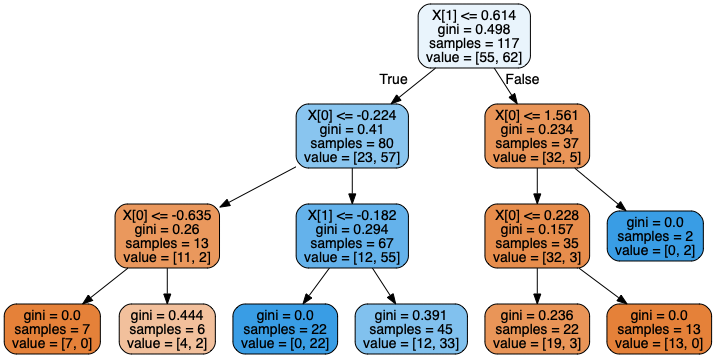 X[1] <= 0.614
gini = 0.498
samples = 117
value = [55, 62]
True
False
X[0] <= -0.224
gini = 0.41
samples = 80
value = [23, 57]
X[0] <= 1.561
gini = 0.234
samples = 37
value = [32, 5]
X[0] <= -0.635
gini = 0.26
samples = 13
value = [11, 2]
X[1] <= -0.182
gini = 0.294
samples = 67
value = [12, 55]
X[0] <= 0.228
gini = 0.157
samples = 35
value = [32, 3]
gini = 0.0
samples = 2
value = [0, 2]
gini = 0.0
samples = 7
value = [7, 0]
gini = 0.444
samples = 6
value = [4, 2]
gini = 0.0
samples = 22
value = [0, 22]
gini = 0.391
samples = 45
value = [12, 33]
gini = 0.236
samples = 22
value = [19, 3]
gini = 0.0
samples = 13
value = [13, 0]